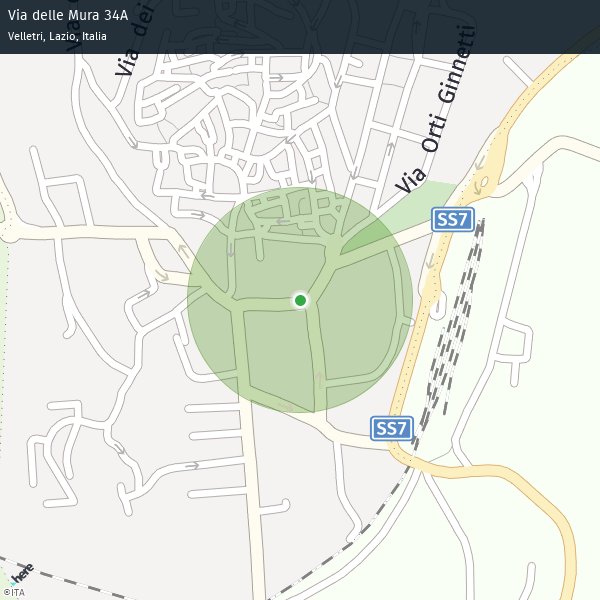 Via delle Mura 34A
Velletri, Lazio, Italia
Via dei
Via Orti Ginnetti
SS7
SS7
here
©ITA